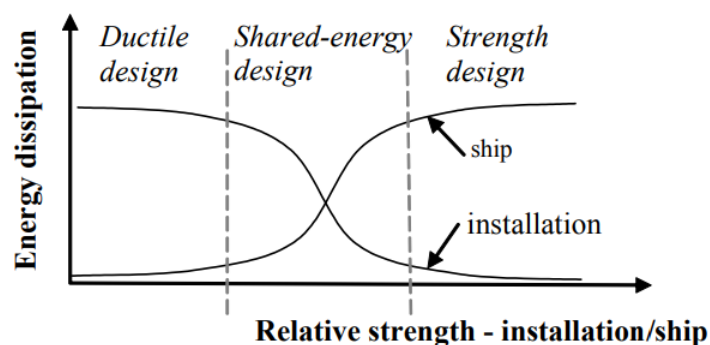 Ductile
design
Shared-energy
design
Strength
design
Energy dissipation
ship
installation
Relative strength - installation/ship